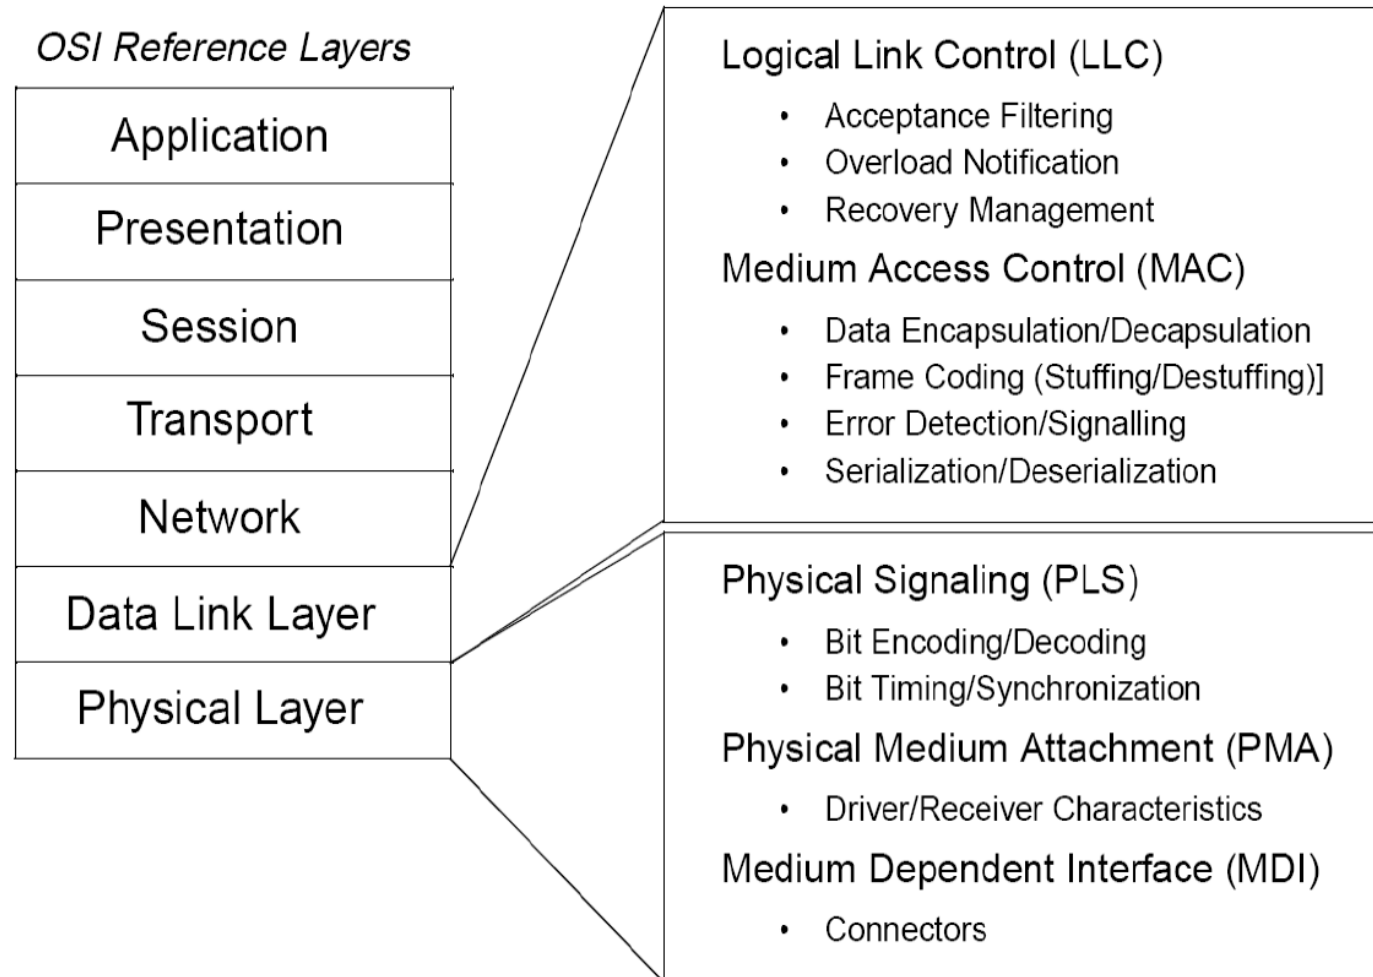 OSI Reference Layers
Application
Presentation
Session
Transport
Network
Data Link Layer
Physical Layer
Logical Link Control (LLC)
• Acceptance Filtering
• Overload Notification
• Recovery Management
Medium Access Control (MAC)
• Data Encapsulation/Decapsulation
• Frame Coding (Stuffing/Destuffing)]
• Error Detection/Signalling
• Serialization/Deserialization
Physical Signaling (PLS)
• Bit Encoding/Decoding
• Bit Timing/Synchronization
Physical Medium Attachment (PMA)
• Driver/Receiver Characteristics
Medium Dependent Interface (MDI)
• Connectors